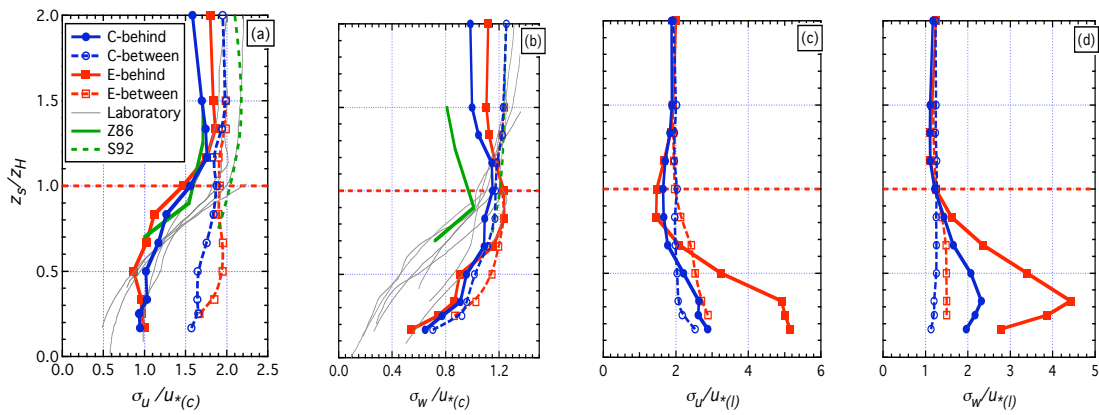 (a)
C-behind
C-between
E-behind
E-between
Laboratory
Z86
S92
z_s/z_H
2.0
1.5
1.0
0.5
0.0
0.0 0.5 1.0 1.5 2.0 2.5
σ_u/u_*(c)
(b)
0.0 0.4 0.8 1.2
σ_w/u_*(c)
(c)
0 2 4 6
σ_u/u_*(l)
(d)
0 1 2 3 4 5
σ_w/u_*(l)